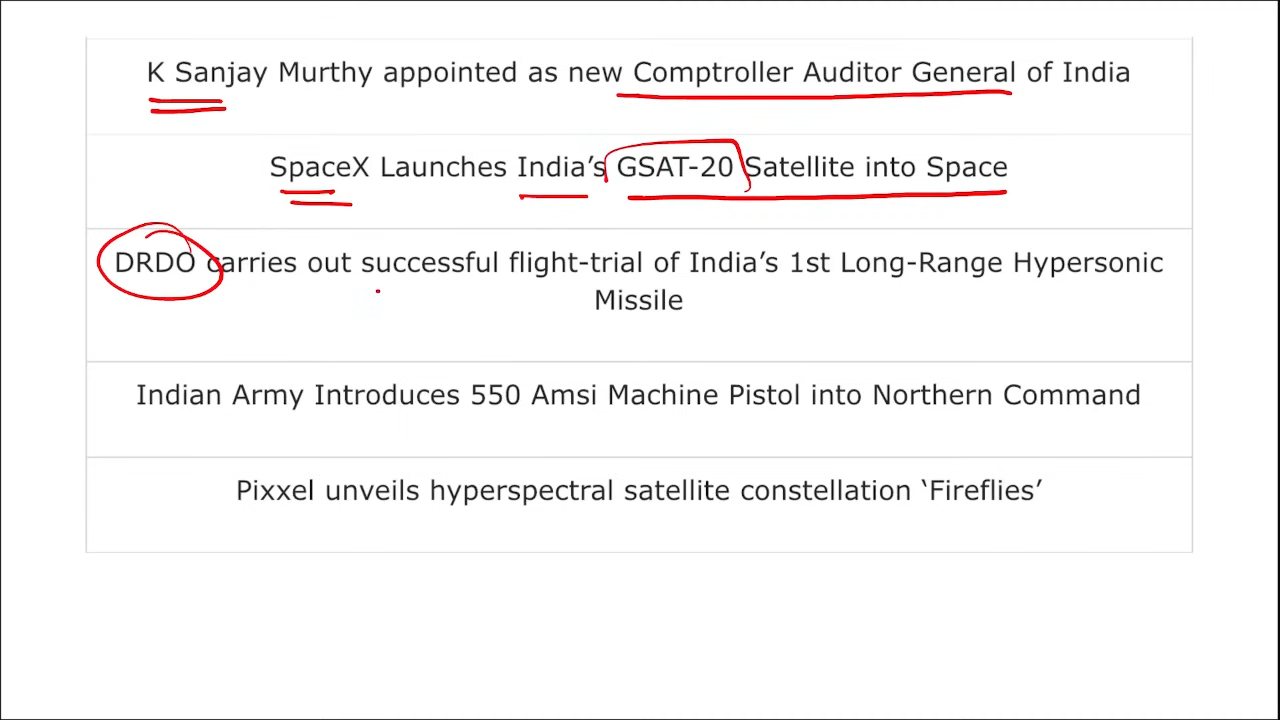 K Sanjay Murthy appointed as new Comptroller Auditor General of India
SpaceX Launches India’s GSAT-20 Satellite into Space
DRDO carries out successful flight-trial of India’s 1st Long-Range Hypersonic
Missile
Indian Army Introduces 550 Amsi Machine Pistol into Northern Command
Pixxel unveils hyperspectral satellite constellation ‘Fireflies’